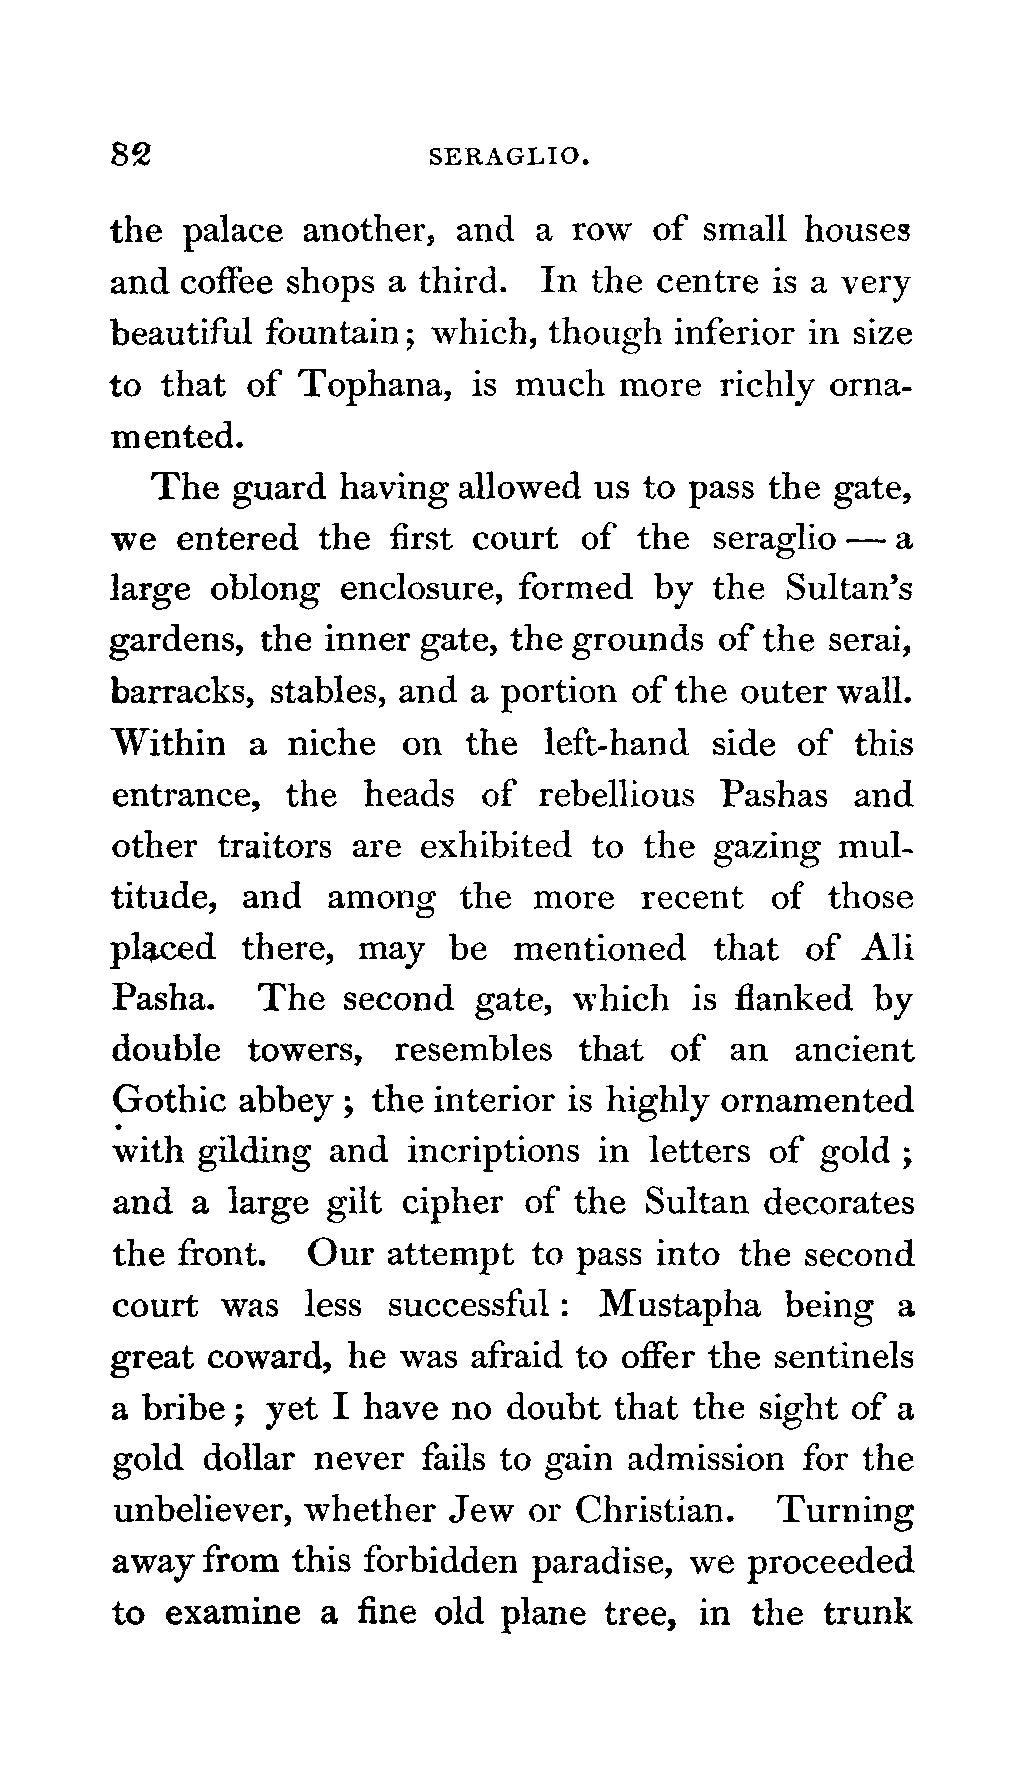 82 SERAGLIO.
the palace another, and a row of small houses
and coffee shops a third. In the centre is a very
beautiful fountain; which, though inferior in size
to that of Tophana, is much more richly orna-
mented.
The guard having allowed us to pass the gate,
we entered the first court of the seraglio — a
large oblong enclosure, formed by the Sultan's
gardens, the inner gate, the grounds of the serai,
barracks, stables, and a portion of the outer wall.
Within a niche on the left-hand side of this
entrance, the heads of rebellious Pashas and
other traitors are exhibited to the gazing mul-
titude, and among the more recent of those
placed there, may be mentioned that of Ali
Pasha. The second gate, which is flanked by
double towers, resembles that of an ancient
Gothic abbey; the interior is highly ornamented
with gilding and incriptions in letters of gold;
and a large gilt cipher of the Sultan decorates
the front. Our attempt to pass into the second
court was less successful: Mustapha being a
great coward, he was afraid to offer the sentinels
a bribe; yet I have no doubt that the sight of a
gold dollar never fails to gain admission for the
unbeliever, whether Jew or Christian. Turning
away from this forbidden paradise, we proceeded
to examine a fine old plane tree, in the trunk